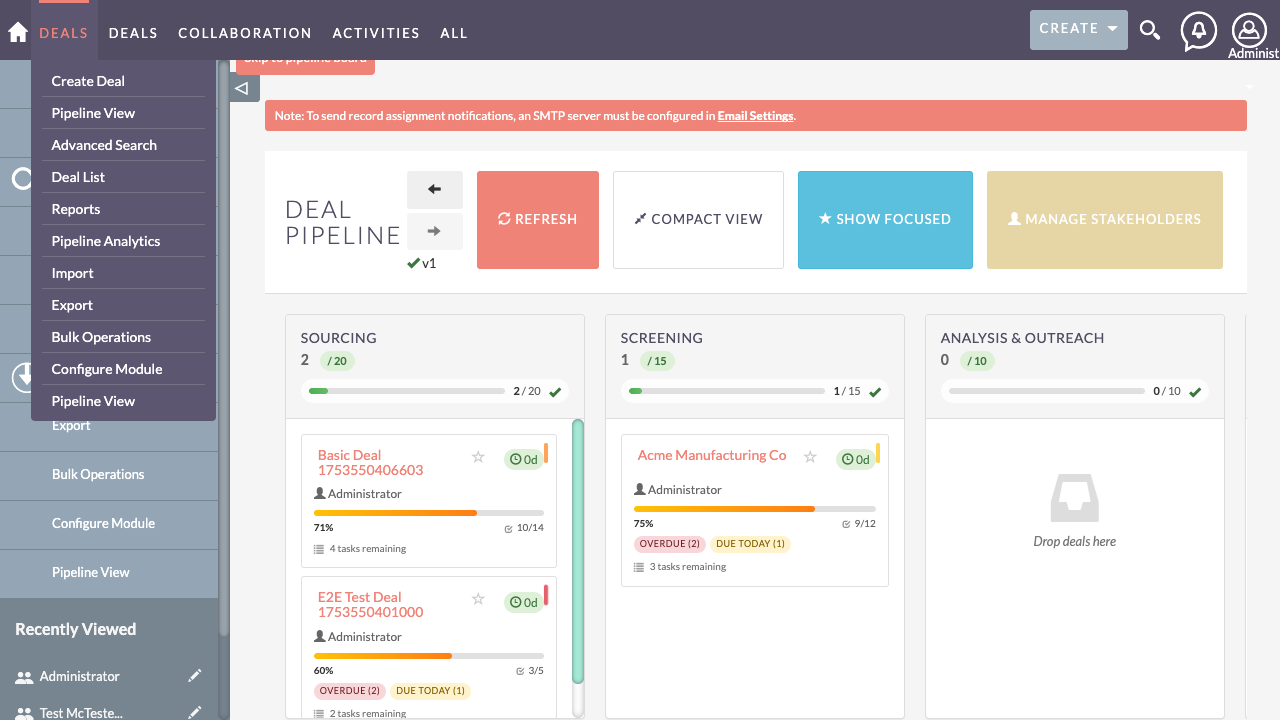 DEALS
DEALS
COLLABORATION
ACTIVITIES
ALL
CREATE
Administ
Create Deal
Pipeline View
Advanced Search
Deal List
Reports
Pipeline Analytics
Import
Export
Bulk Operations
Configure Module
Pipeline View
Export
Bulk Operations
Configure Module
Pipeline View
Recently Viewed
Administrator
Test McTeste...
Skip to pipeline board
Note: To send record assignment notifications, an SMTP server must be configured in Email Settings.
DEAL
PIPELINE
v1
REFRESH
COMPACT VIEW
SHOW FOCUSED
MANAGE STAKEHOLDERS
SOURCING
2 / 20
2 / 20
Basic Deal
1753550406603
0d
Administrator
71% 10/14
4 tasks remaining
E2E Test Deal
1753550401000
0d
Administrator
60% 3/5
OVERDUE (2) DUE TODAY (1)
2 tasks remaining
SCREENING
1 / 15
1 / 15
Acme Manufacturing Co
0d
Administrator
75% 9/12
OVERDUE (2) DUE TODAY (1)
3 tasks remaining
ANALYSIS & OUTREACH
0 / 10
0 / 10
Drop deals here